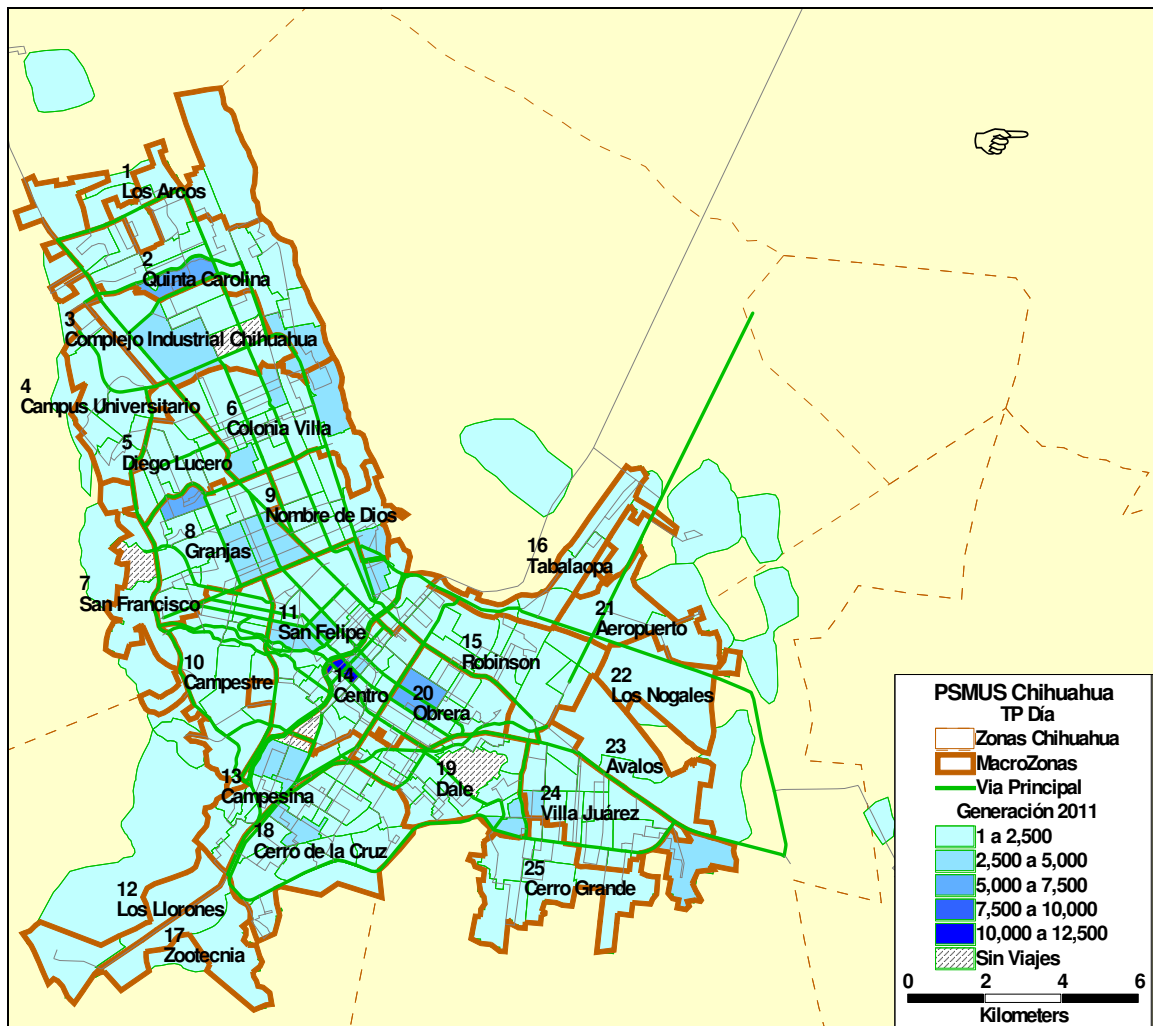 1
Los Arcos
2
Quinta Carolina
3
Complejo Industrial Chihuahua
4
Campus Universitario
6
Colonia Villa
5
Diego Lucero
9
Nombre de Dios
8
Granjas
16
Tabalaopa
7
San Francisco
11
San Felipe
21
Aeropuerto
15
Robinson
10
Campestre
14
Centro
20
Obrera
22
Los Nogales
23
Avalos
13
Campesina
19
Dale
24
Villa Juárez
18
Cerro de la Cruz
25
Cerro Grande
12
Los Llorones
17
Zootecnia
PSMUS Chihuahua
TP Día
Zonas Chihuahua
MacroZonas
Via Principal
Generación 2011
1 a 2,500
2,500 a 5,000
5,000 a 7,500
7,500 a 10,000
10,000 a 12,500
Sin Viajes
0 2 4 6
Kilometers